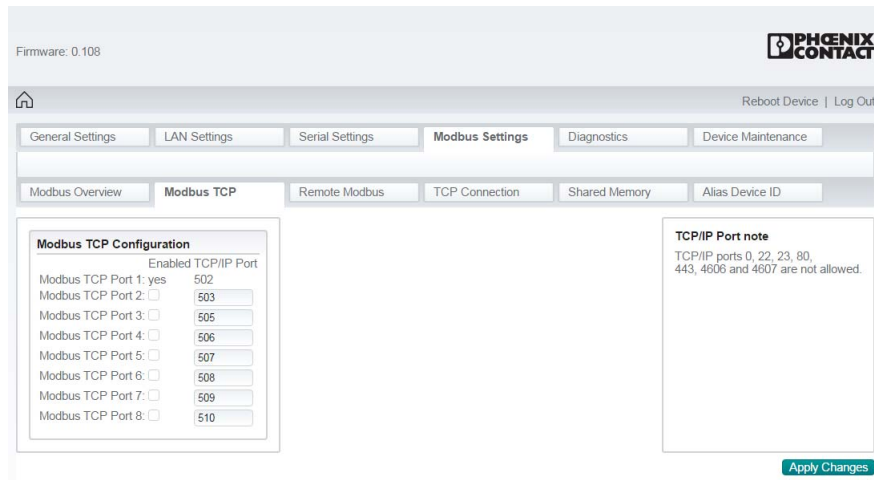 Firmware: 0.108
PHŒNIX
CONTACT
Reboot Device | Log Out
General Settings LAN Settings Serial Settings Modbus Settings Diagnostics Device Maintenance
Modbus Overview Modbus TCP Remote Modbus TCP Connection Shared Memory Alias Device ID
Modbus TCP Configuration
Enabled TCP/IP Port
Modbus TCP Port 1: yes 502
Modbus TCP Port 2: 503
Modbus TCP Port 3: 505
Modbus TCP Port 4: 506
Modbus TCP Port 5: 507
Modbus TCP Port 6: 508
Modbus TCP Port 7: 509
Modbus TCP Port 8: 510
TCP/IP Port note
TCP/IP ports 0, 22, 23, 80,
443, 4606 and 4607 are not allowed.
Apply Changes